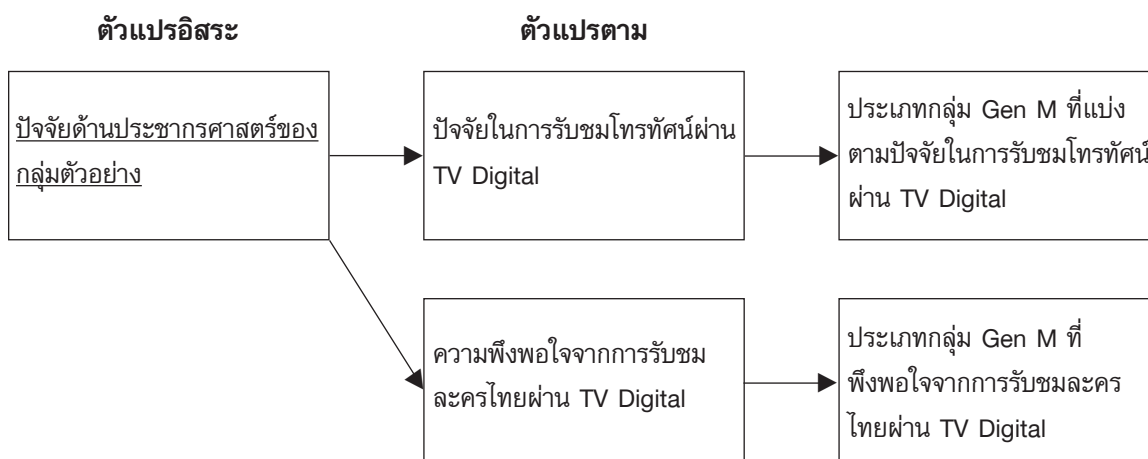 ตัวแปรอิสระ
ตัวแปรตาม
ปัจจัยด้านประชากรศาสตร์ของ
กลุ่มตัวอย่าง
ปัจจัยในการรับชมโทรทัศน์ผ่าน
TV Digital
ประเภทกลุ่ม Gen M ที่แบ่ง
ตามปัจจัยในการรับชมโทรทัศน์
ผ่าน TV Digital
ความพึงพอใจจากการรับชม
ละครไทยผ่าน TV Digital
ประเภทกลุ่ม Gen M ที่
พึงพอใจจากการรับชมละคร
ไทยผ่าน TV Digital